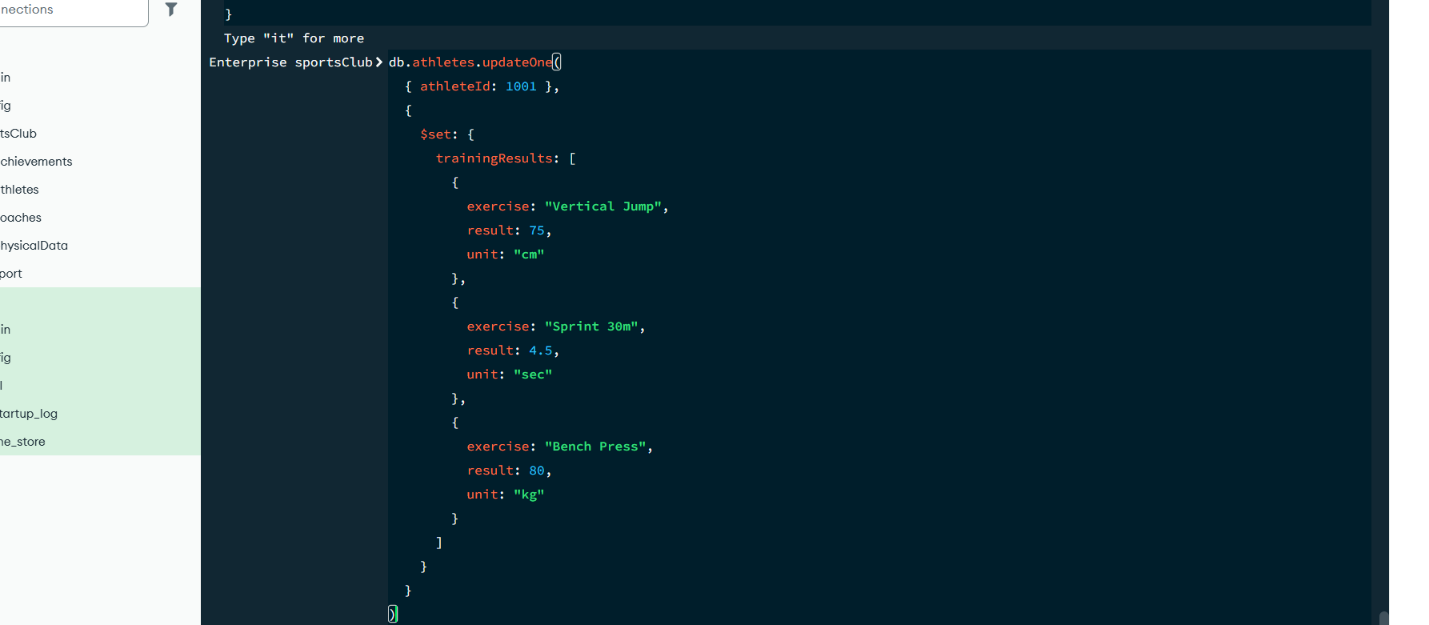 nections
in
ig
tsClub
chievements
thletes
oaches
hysicalData
port
in
ig
l
tartup_log
me_store
}
Type "it" for more
Enterprise sportsClub> db.athletes.updateOne(
{ athleteId: 1001 },
{
$set: {
trainingResults: [
{
exercise: "Vertical Jump",
result: 75,
unit: "cm"
},
{
exercise: "Sprint 30m",
result: 4.5,
unit: "sec"
},
{
exercise: "Bench Press",
result: 80,
unit: "kg"
}
]
}
}
)